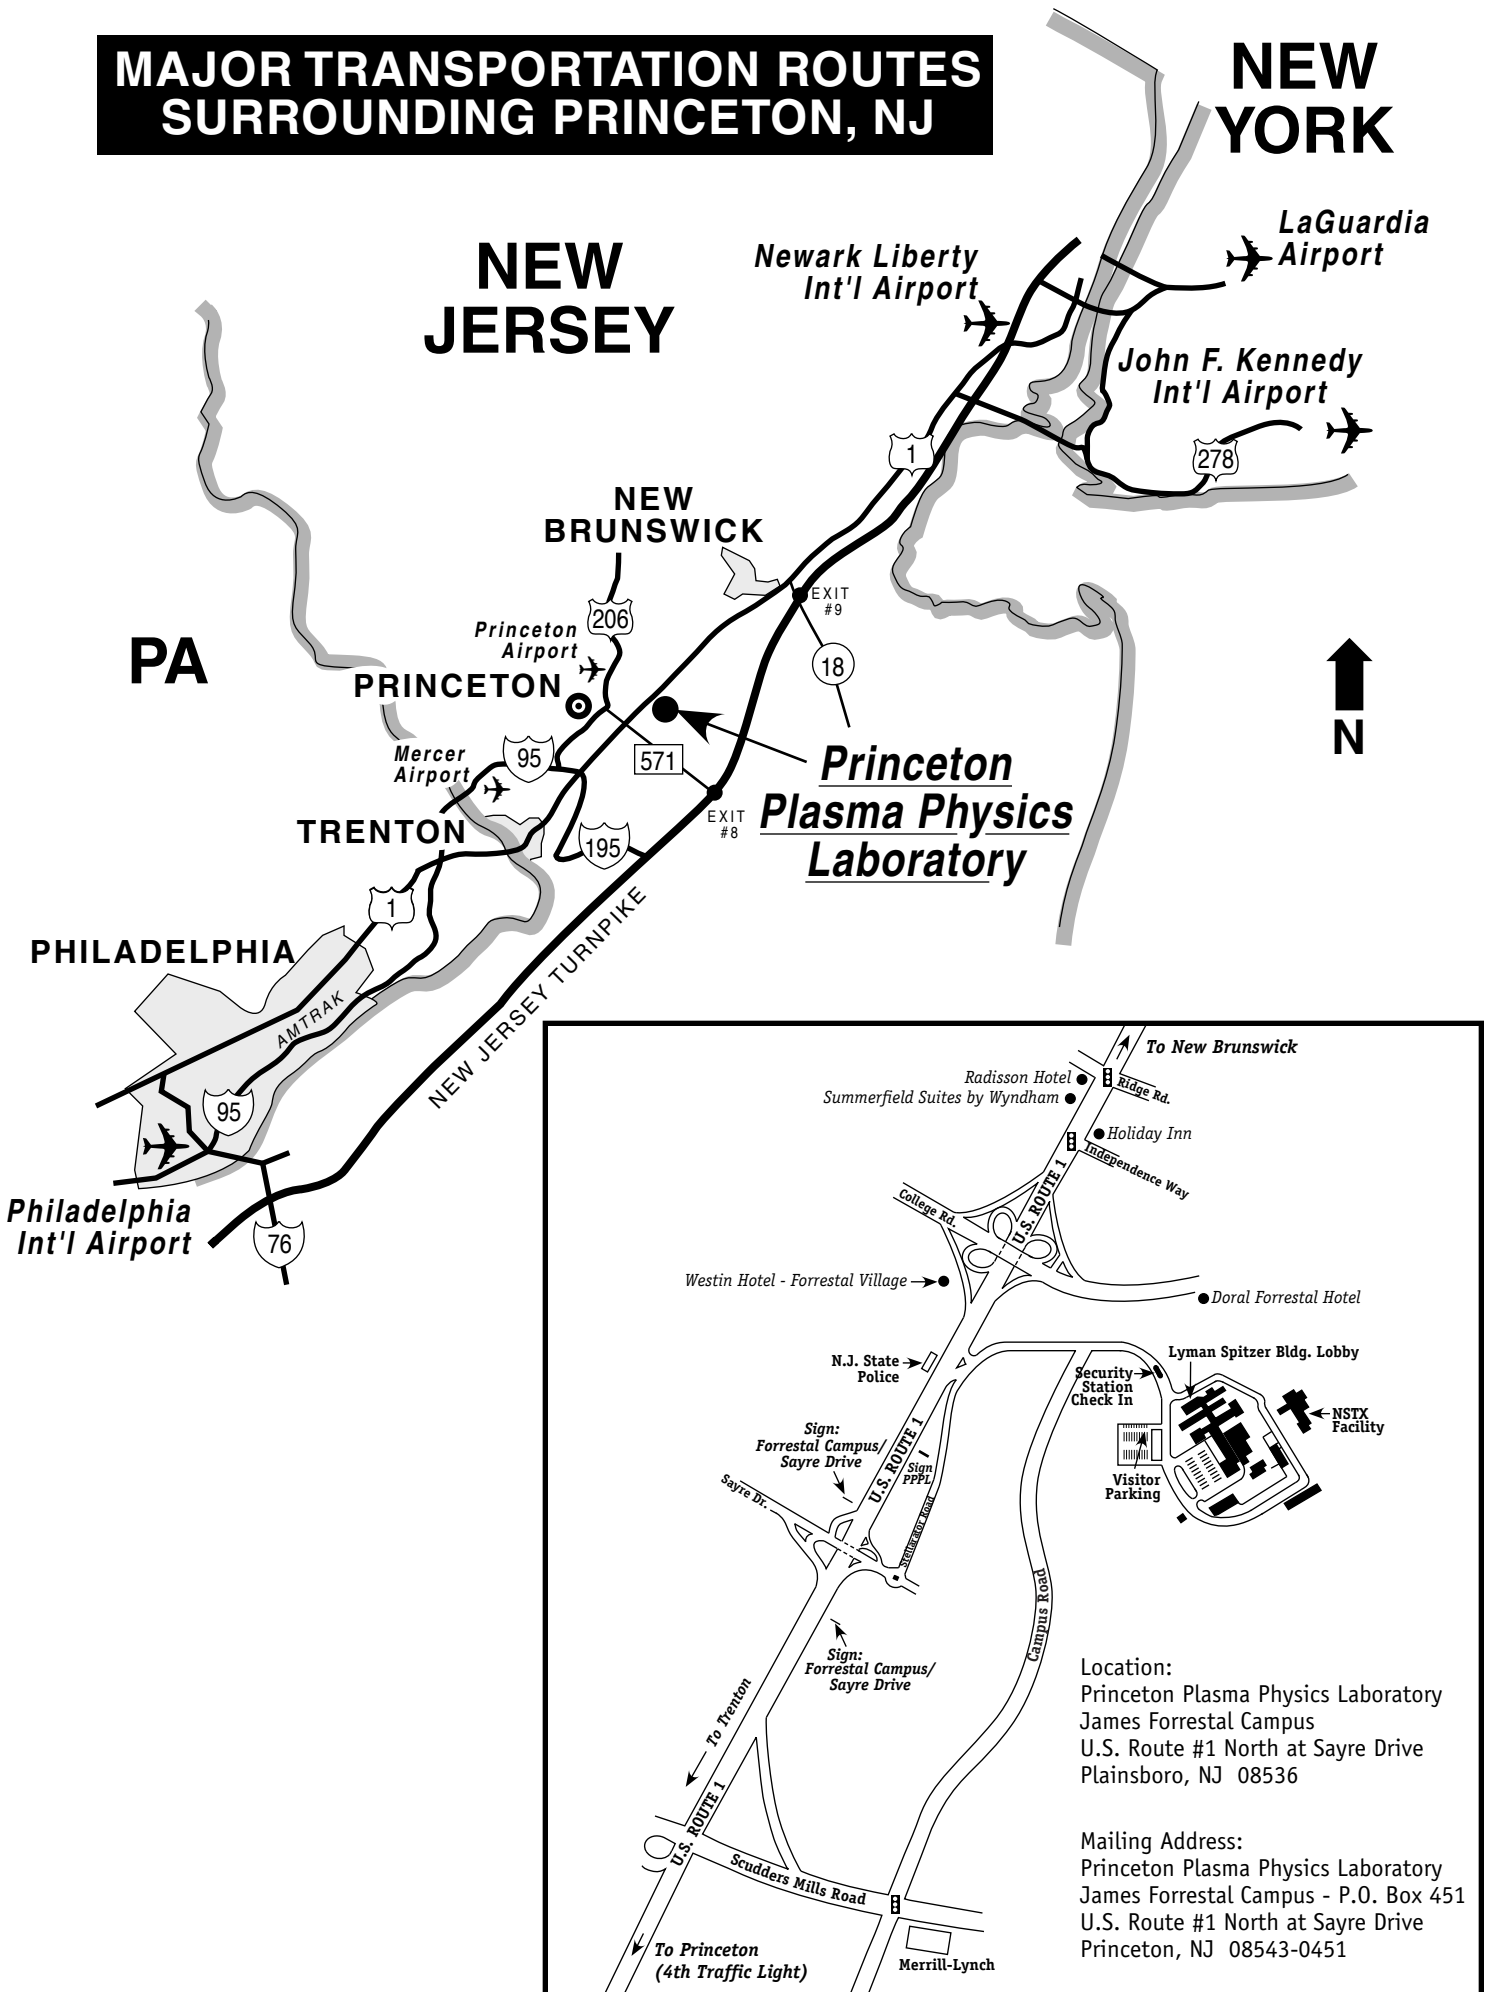 MAJOR TRANSPORTATION ROUTES
SURROUNDING PRINCETON, NJ
NEW
YORK
NEW
JERSEY
Newark Liberty
Int'l Airport
LaGuardia
Airport
John F. Kennedy
Int'l Airport
1
278
NEW
BRUNSWICK
EXIT
#9
206
Princeton
Airport
18
PA
PRINCETON
N
Mercer
Airport
95
571
Princeton
Plasma Physics
Laboratory
EXIT
#8
TRENTON
195
1
NEW JERSEY TURNPIKE
PHILADELPHIA
AMTRAK
95
Philadelphia
Int'l Airport
76
To New Brunswick
Radisson Hotel
Ridge Rd.
Summerfield Suites by Wyndham
Holiday Inn
Independence Way
U.S. ROUTE 1
College Rd.
Westin Hotel - Forrestal Village
Doral Forrestal Hotel
N.J. State
Police
Lyman Spitzer Bldg. Lobby
Security
Station
Check In
NSTX
Facility
Sign:
Forrestal Campus/
Sayre Drive
U.S. ROUTE 1
Sign
PPPL
Visitor
Parking
Sayre Dr.
Stellarator Road
Campus Road
Sign:
Forrestal Campus/
Sayre Drive
To Trenton
U.S. ROUTE 1
Scudders Mills Road
To Princeton
(4th Traffic Light)
Merrill-Lynch
Location:
Princeton Plasma Physics Laboratory
James Forrestal Campus
U.S. Route #1 North at Sayre Drive
Plainsboro, NJ  08536
Mailing Address:
Princeton Plasma Physics Laboratory
James Forrestal Campus - P.O. Box 451
U.S. Route #1 North at Sayre Drive
Princeton, NJ  08543-0451